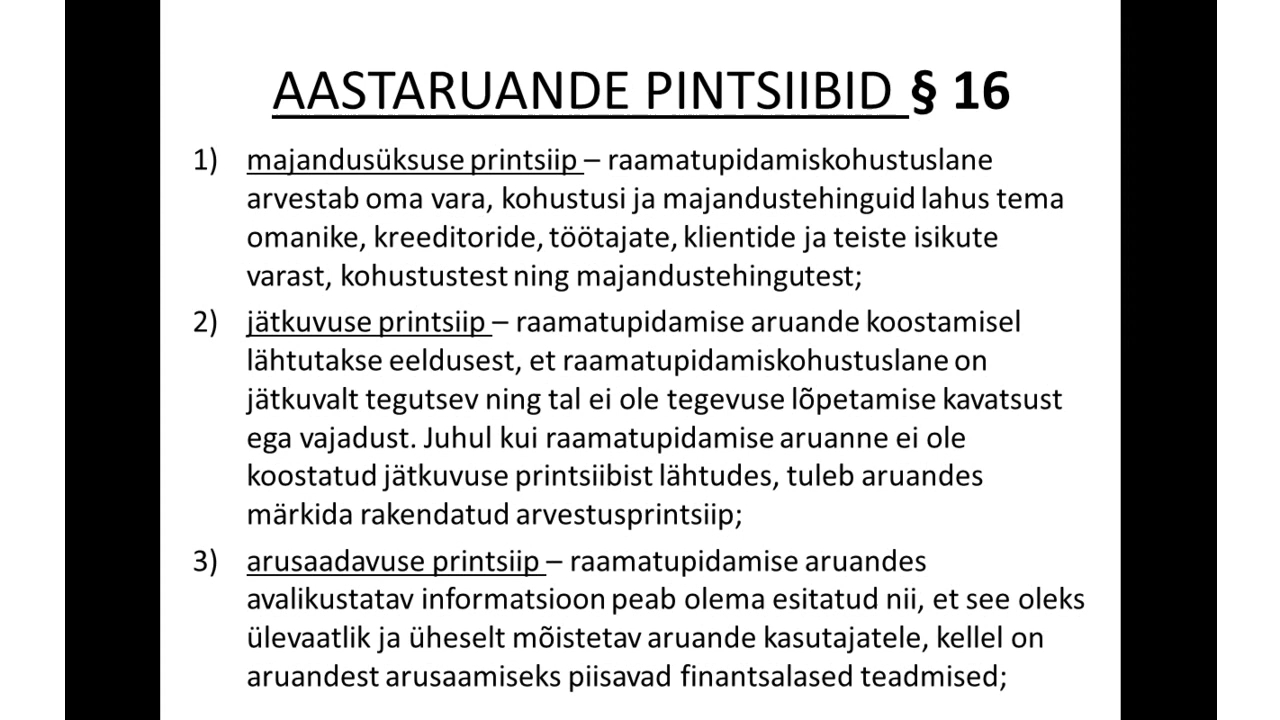 AASTARUANDE PINTSIIBID § 16
1) majandusüksuse printsiip – raamatupidamiskohustuslane
arvestab oma vara, kohustusi ja majandustehinguid lahus tema
omanike, kreeditoride, töötajate, klientide ja teiste isikute
varast, kohustustest ning majandustehingutest;
2) jätkuvuse printsiip – raamatupidamise aruande koostamisel
lähtutakse eeldusest, et raamatupidamiskohustuslane on
jätkuvalt tegutsev ning tal ei ole tegevuse lõpetamise kavatsust
ega vajadust. Juhul kui raamatupidamise aruanne ei ole
koostatud jätkuvuse printsiibist lähtudes, tuleb aruandes
märkida rakendatud arvestusprintsiip;
3) arusaadavuse printsiip – raamatupidamise aruandes
avalikustatav informatsioon peab olema esitatud nii, et see oleks
ülevaatlik ja üheselt mõistetav aruande kasutajatele, kellel on
aruandest arusaamiseks piisavad finantsalased teadmised;